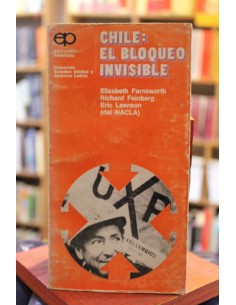 ep
ediciones
Periferia
Colección
Estados Unidos y
América Latina
CHILE:
EL BLOQUEO
INVISIBLE
Elizabeth Farnsworth
Richard Feinberg
Eric Leenson
(del NACLA)
UXF